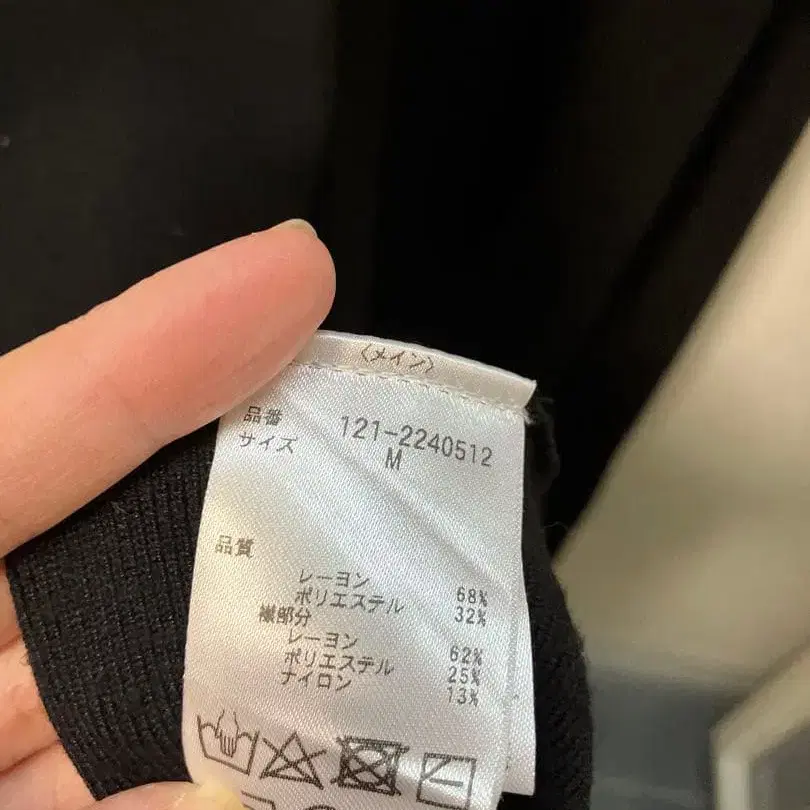 〈メイン〉
品番 121-2240512
サイズ M
品質
レーヨン 68%
ポリエステル 32%
襟部分
レーヨン 62%
ポリエステル 25%
ナイロン 13%